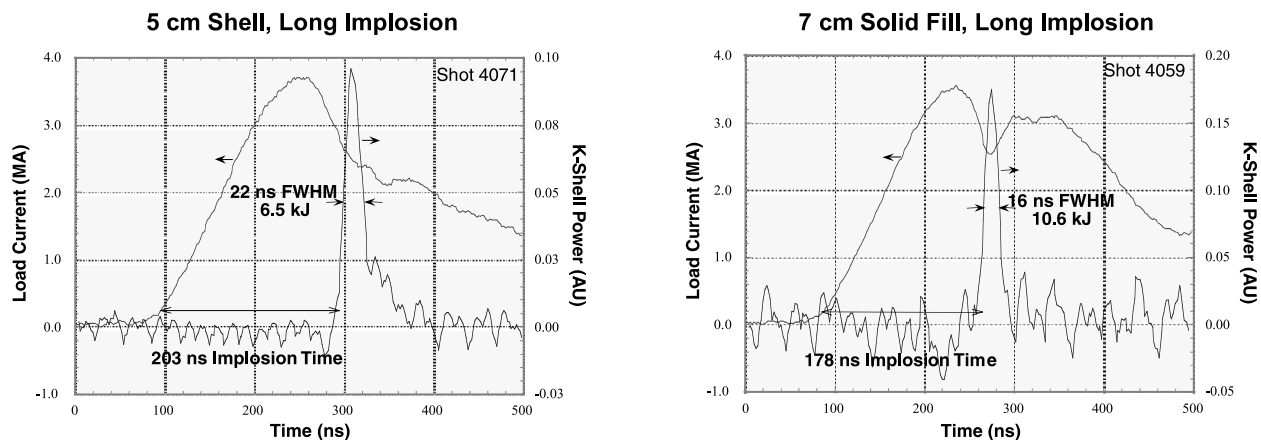 5 cm Shell, Long Implosion
Shot 4071
4.0
3.0
2.0
1.0
0.0
-1.0
Load Current (MA)
0.10
0.08
0.05
0.03
0.00
-0.03
K-Shell Power (AU)
22 ns FWHM
6.5 kJ
203 ns Implosion Time
0
100
200
300
400
500
Time (ns)
7 cm Solid Fill, Long Implosion
Shot 4059
4.0
3.0
2.0
1.0
0.0
-1.0
Load Current (MA)
0.20
0.15
0.10
0.05
0.00
-0.05
K-Shell Power (AU)
16 ns FWHM
10.6 kJ
178 ns Implosion Time
0
100
200
300
400
500
Time (ns)